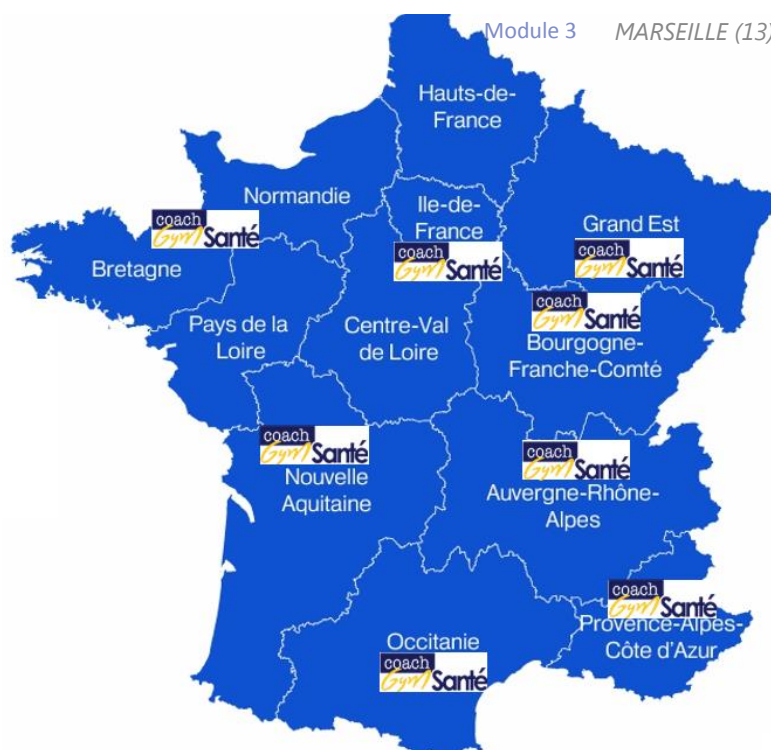 Module 3 MARSEILLE (13)
Hauts-de-
France
Normandie
Ile-de-
France
Grand Est
coach
Gym Santé
Bretagne
coach
Gym Santé
coach
Gym Santé
coach
Gym Santé
Pays de la
Loire
Centre-Val
de Loire
Bourgogne-
Franche-Comté
coach
Gym Santé
Nouvelle
Aquitaine
coach
Gym Santé
Auvergne-Rhône-
Alpes
coach
Gym Santé
Provence-Alpes-
Côte d'Azur
Occitanie
coach
Gym Santé